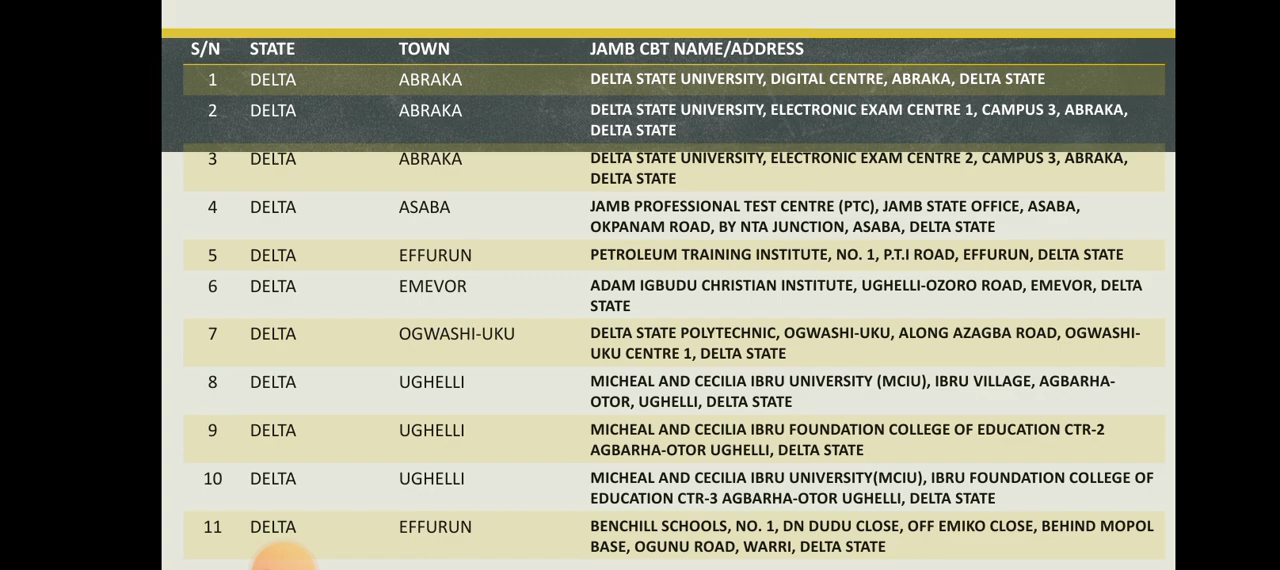 S/N STATE TOWN JAMB CBT NAME/ADDRESS
1 DELTA ABRAKA DELTA STATE UNIVERSITY, DIGITAL CENTRE, ABRAKA, DELTA STATE
2 DELTA ABRAKA DELTA STATE UNIVERSITY, ELECTRONIC EXAM CENTRE 1, CAMPUS 3, ABRAKA,
DELTA STATE
3 DELTA ABRAKA DELTA STATE UNIVERSITY, ELECTRONIC EXAM CENTRE 2, CAMPUS 3, ABRAKA,
DELTA STATE
4 DELTA ASABA JAMB PROFESSIONAL TEST CENTRE (PTC), JAMB STATE OFFICE, ASABA,
OKPANAM ROAD, BY NTA JUNCTION, ASABA, DELTA STATE
5 DELTA EFFURUN PETROLEUM TRAINING INSTITUTE, NO. 1, P.T.I ROAD, EFFURUN, DELTA STATE
6 DELTA EMEVOR ADAM IGBUDU CHRISTIAN INSTITUTE, UGHELLI-OZORO ROAD, EMEVOR, DELTA
STATE
7 DELTA OGWASHI-UKU DELTA STATE POLYTECHNIC, OGWASHI-UKU, ALONG AZAGBA ROAD, OGWASHI-
UKU CENTRE 1, DELTA STATE
8 DELTA UGHELLI MICHEAL AND CECILIA IBRU UNIVERSITY (MCIU), IBRU VILLAGE, AGBARHA-
OTOR, UGHELLI, DELTA STATE
9 DELTA UGHELLI MICHEAL AND CECILIA IBRU FOUNDATION COLLEGE OF EDUCATION CTR-2
AGBARHA-OTOR UGHELLI, DELTA STATE
10 DELTA UGHELLI MICHEAL AND CECILIA IBRU UNIVERSITY(MCIU), IBRU FOUNDATION COLLEGE OF
EDUCATION CTR-3 AGBARHA-OTOR UGHELLI, DELTA STATE
11 DELTA EFFURUN BENCHILL SCHOOLS, NO. 1, DN DUDU CLOSE, OFF EMIKO CLOSE, BEHIND MOPOL
BASE, OGUNU ROAD, WARRI, DELTA STATE